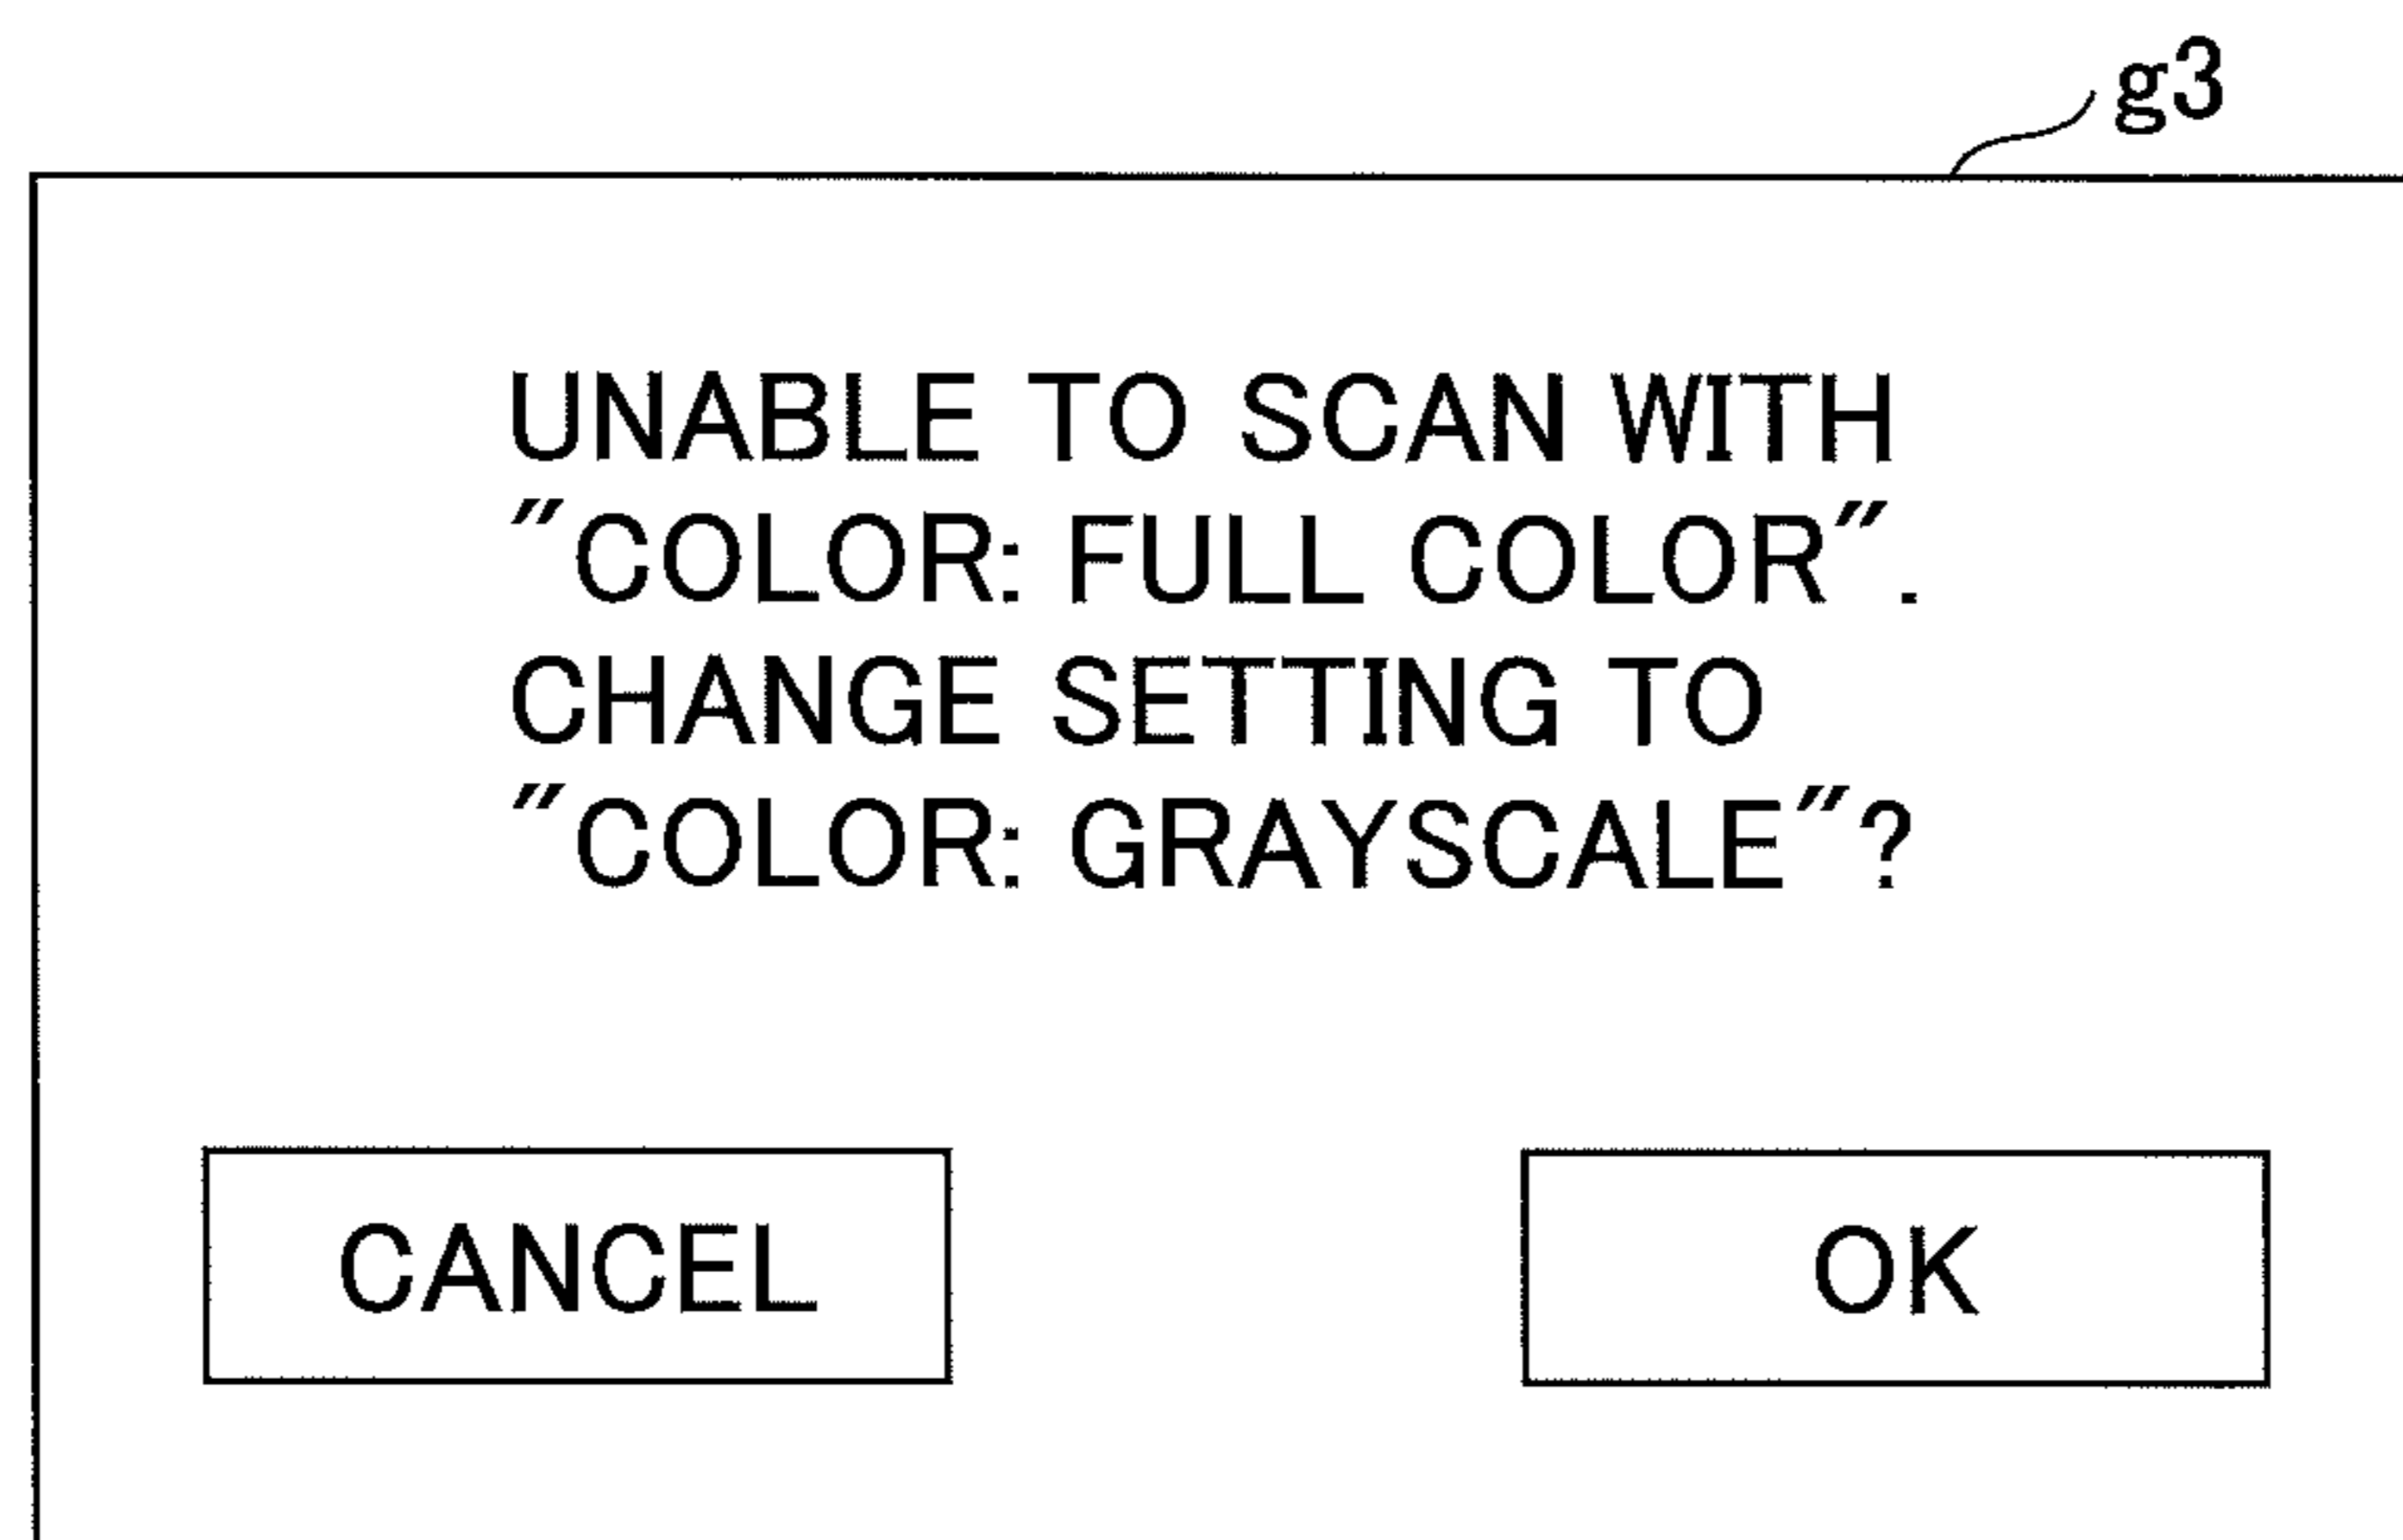 g3
UNABLE TO SCAN WITH
"COLOR: FULL COLOR".
CHANGE SETTING TO
"COLOR: GRAYSCALE"?
CANCEL
OK